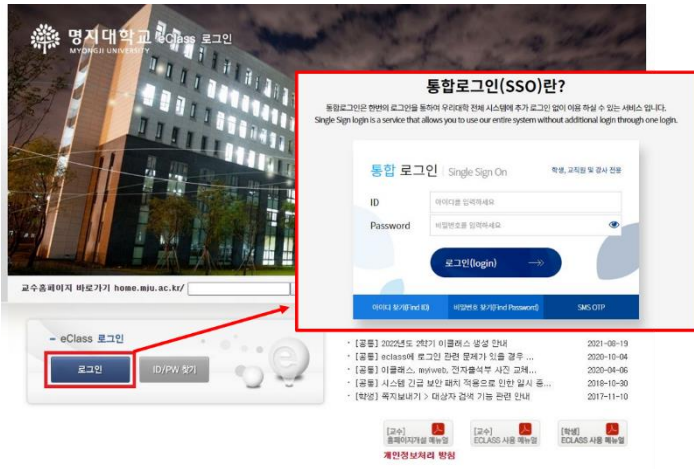 명지대학교 eClass 로그인
MYONGJI UNIVERSITY
통합로그인(SSO)란?
통합로그인은 한번의 로그인을 통하여 우리대학 전체 시스템에 추가 로그인 없이 이용 하실 수 있는 서비스 입니다.
Single Sign login is a service that allows you to use our entire system without additional login through one login.
통합 로그인 Single Sign On
학생, 교직원 및 강사 전용
ID
아이디를 입력하세요
Password
비밀번호를 입력하세요
로그인(login)
아이디 찾기(Find ID)
비밀번호 찾기(Find Password)
SMS OTP
교수홈페이지 바로가기 home.mju.ac.kr/
- eClass 로그인
로그인
ID/PW 찾기
· [공통] 2022년도 2학기 이클래스 생성 안내 2021-08-19
· [공통] eclass에 로그인 관련 문제가 있을 경우 ... 2020-10-04
· [공통] 이클래스, myiweb, 전자출석부 사진 교체... 2020-04-06
· [공통] 시스템 긴급 보안 패치 적용으로 인한 일시 중... 2018-10-30
· [학생] 쪽지보내기 > 대상자 검색 기능 관련 안내 2017-11-10
[교수]
홈페이지개설 매뉴얼
[교수]
ECLASS 사용 매뉴얼
[학생]
ECLASS 사용 매뉴얼
개인정보처리 방침